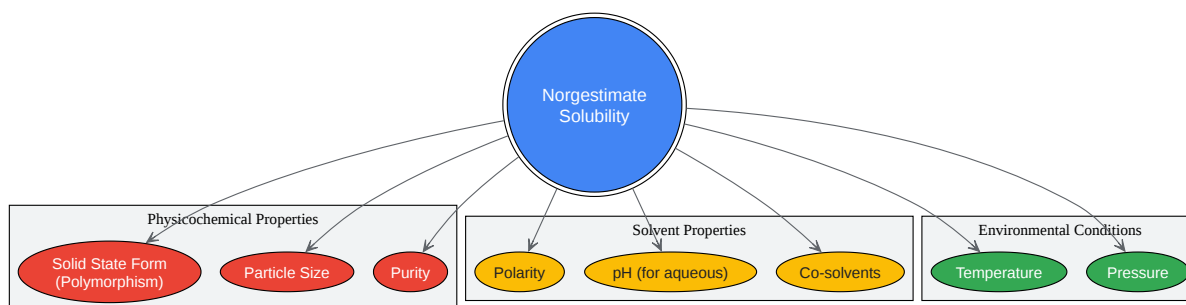 Norgestimate
Solubility
Physicochemical Properties
Solvent Properties
Environmental Conditions
Solid State Form
(Polymorphism)
Particle Size
Purity
Polarity
pH (for aqueous)
Co-solvents
Temperature
Pressure